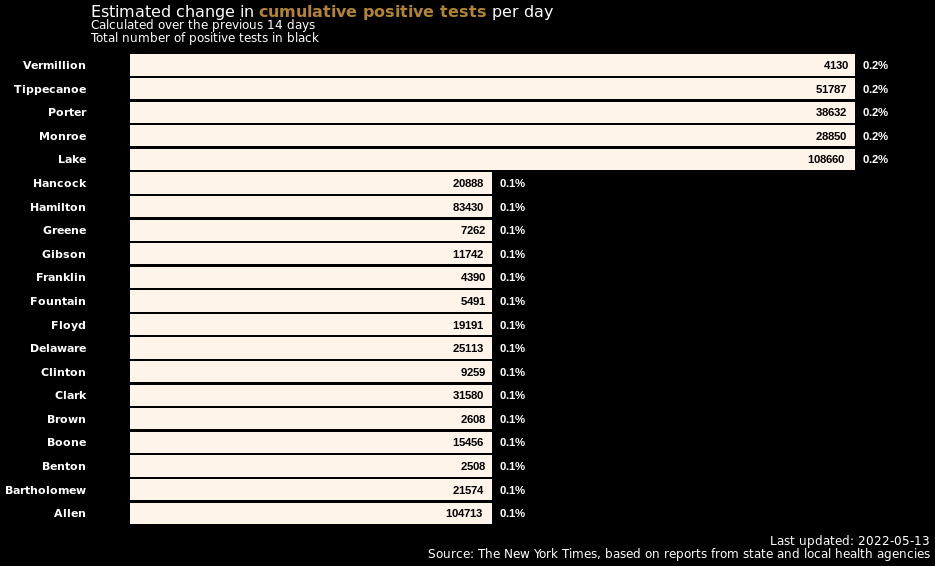 Estimated change in cumulative positive tests per day
Calculated over the previous 14 days
Total number of positive tests in black
Vermillion 4130 0.2%
Tippecanoe 51787 0.2%
Porter 38632 0.2%
Monroe 28850 0.2%
Lake 108660 0.2%
Hancock 20888 0.1%
Hamilton 83430 0.1%
Greene 7262 0.1%
Gibson 11742 0.1%
Franklin 4390 0.1%
Fountain 5491 0.1%
Floyd 19191 0.1%
Delaware 25113 0.1%
Clinton 9259 0.1%
Clark 31580 0.1%
Brown 2608 0.1%
Boone 15456 0.1%
Benton 2508 0.1%
Bartholomew 21574 0.1%
Allen 104713 0.1%
Last updated: 2022-05-13
Source: The New York Times, based on reports from state and local health agencies